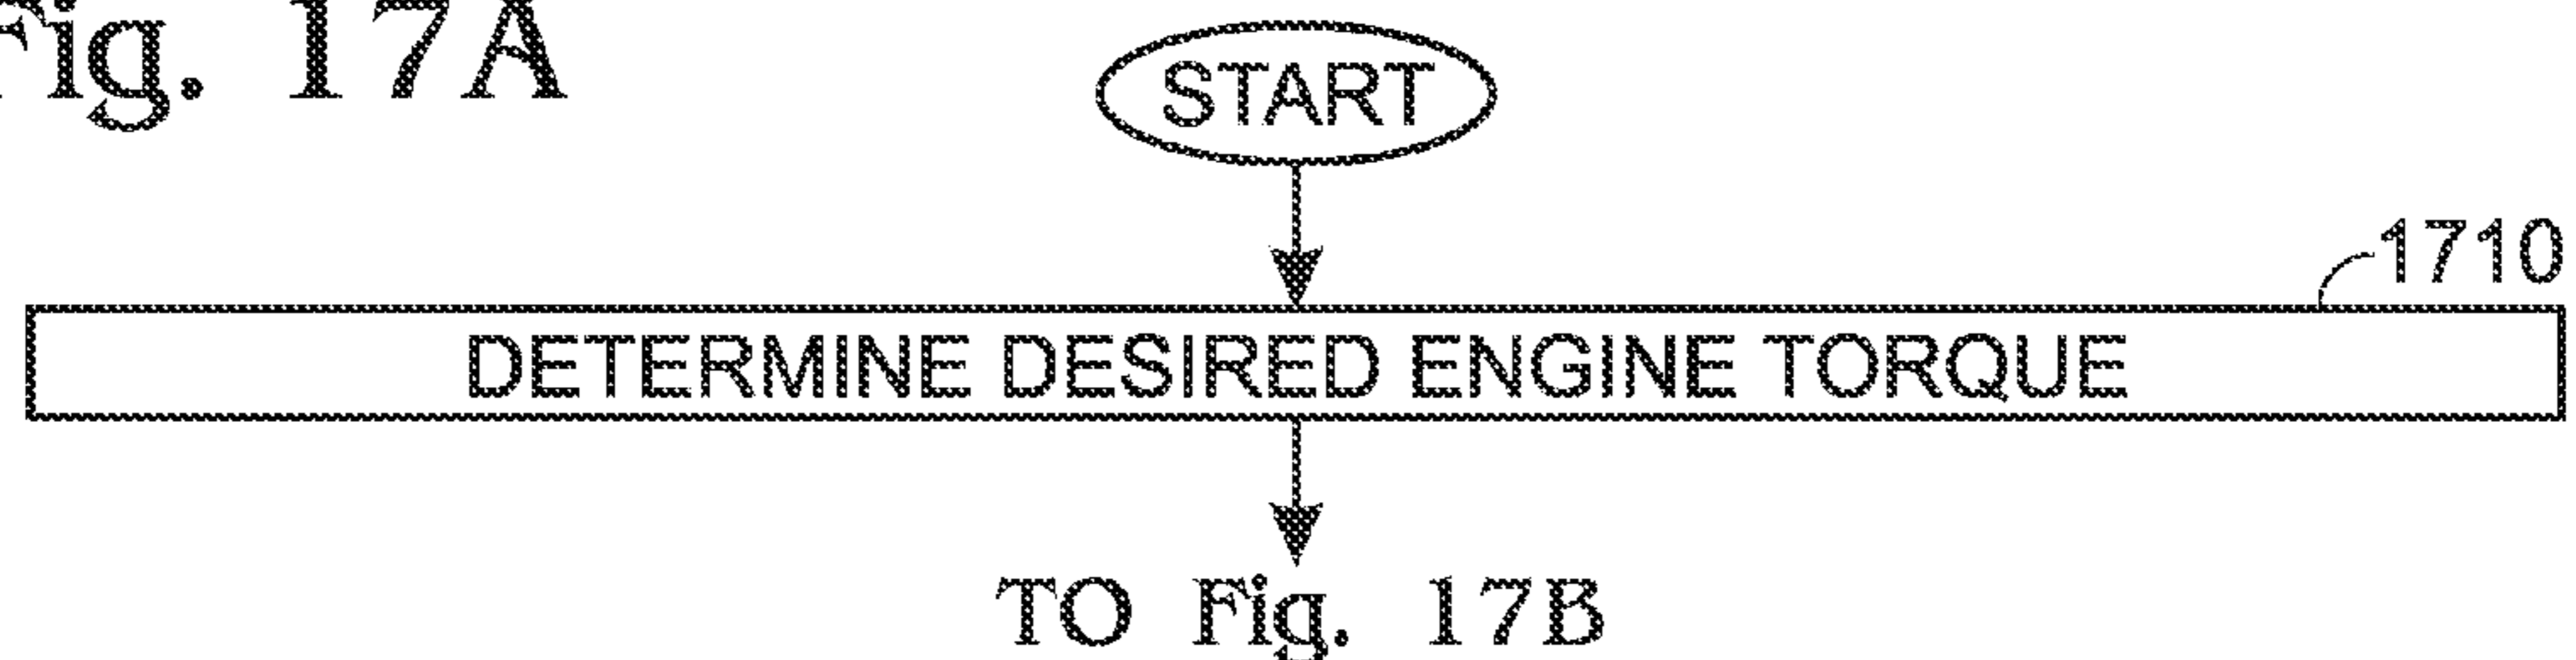 Fig. 17A
START
1710
DETERMINE DESIRED ENGINE TORQUE
TO Fig. 17B